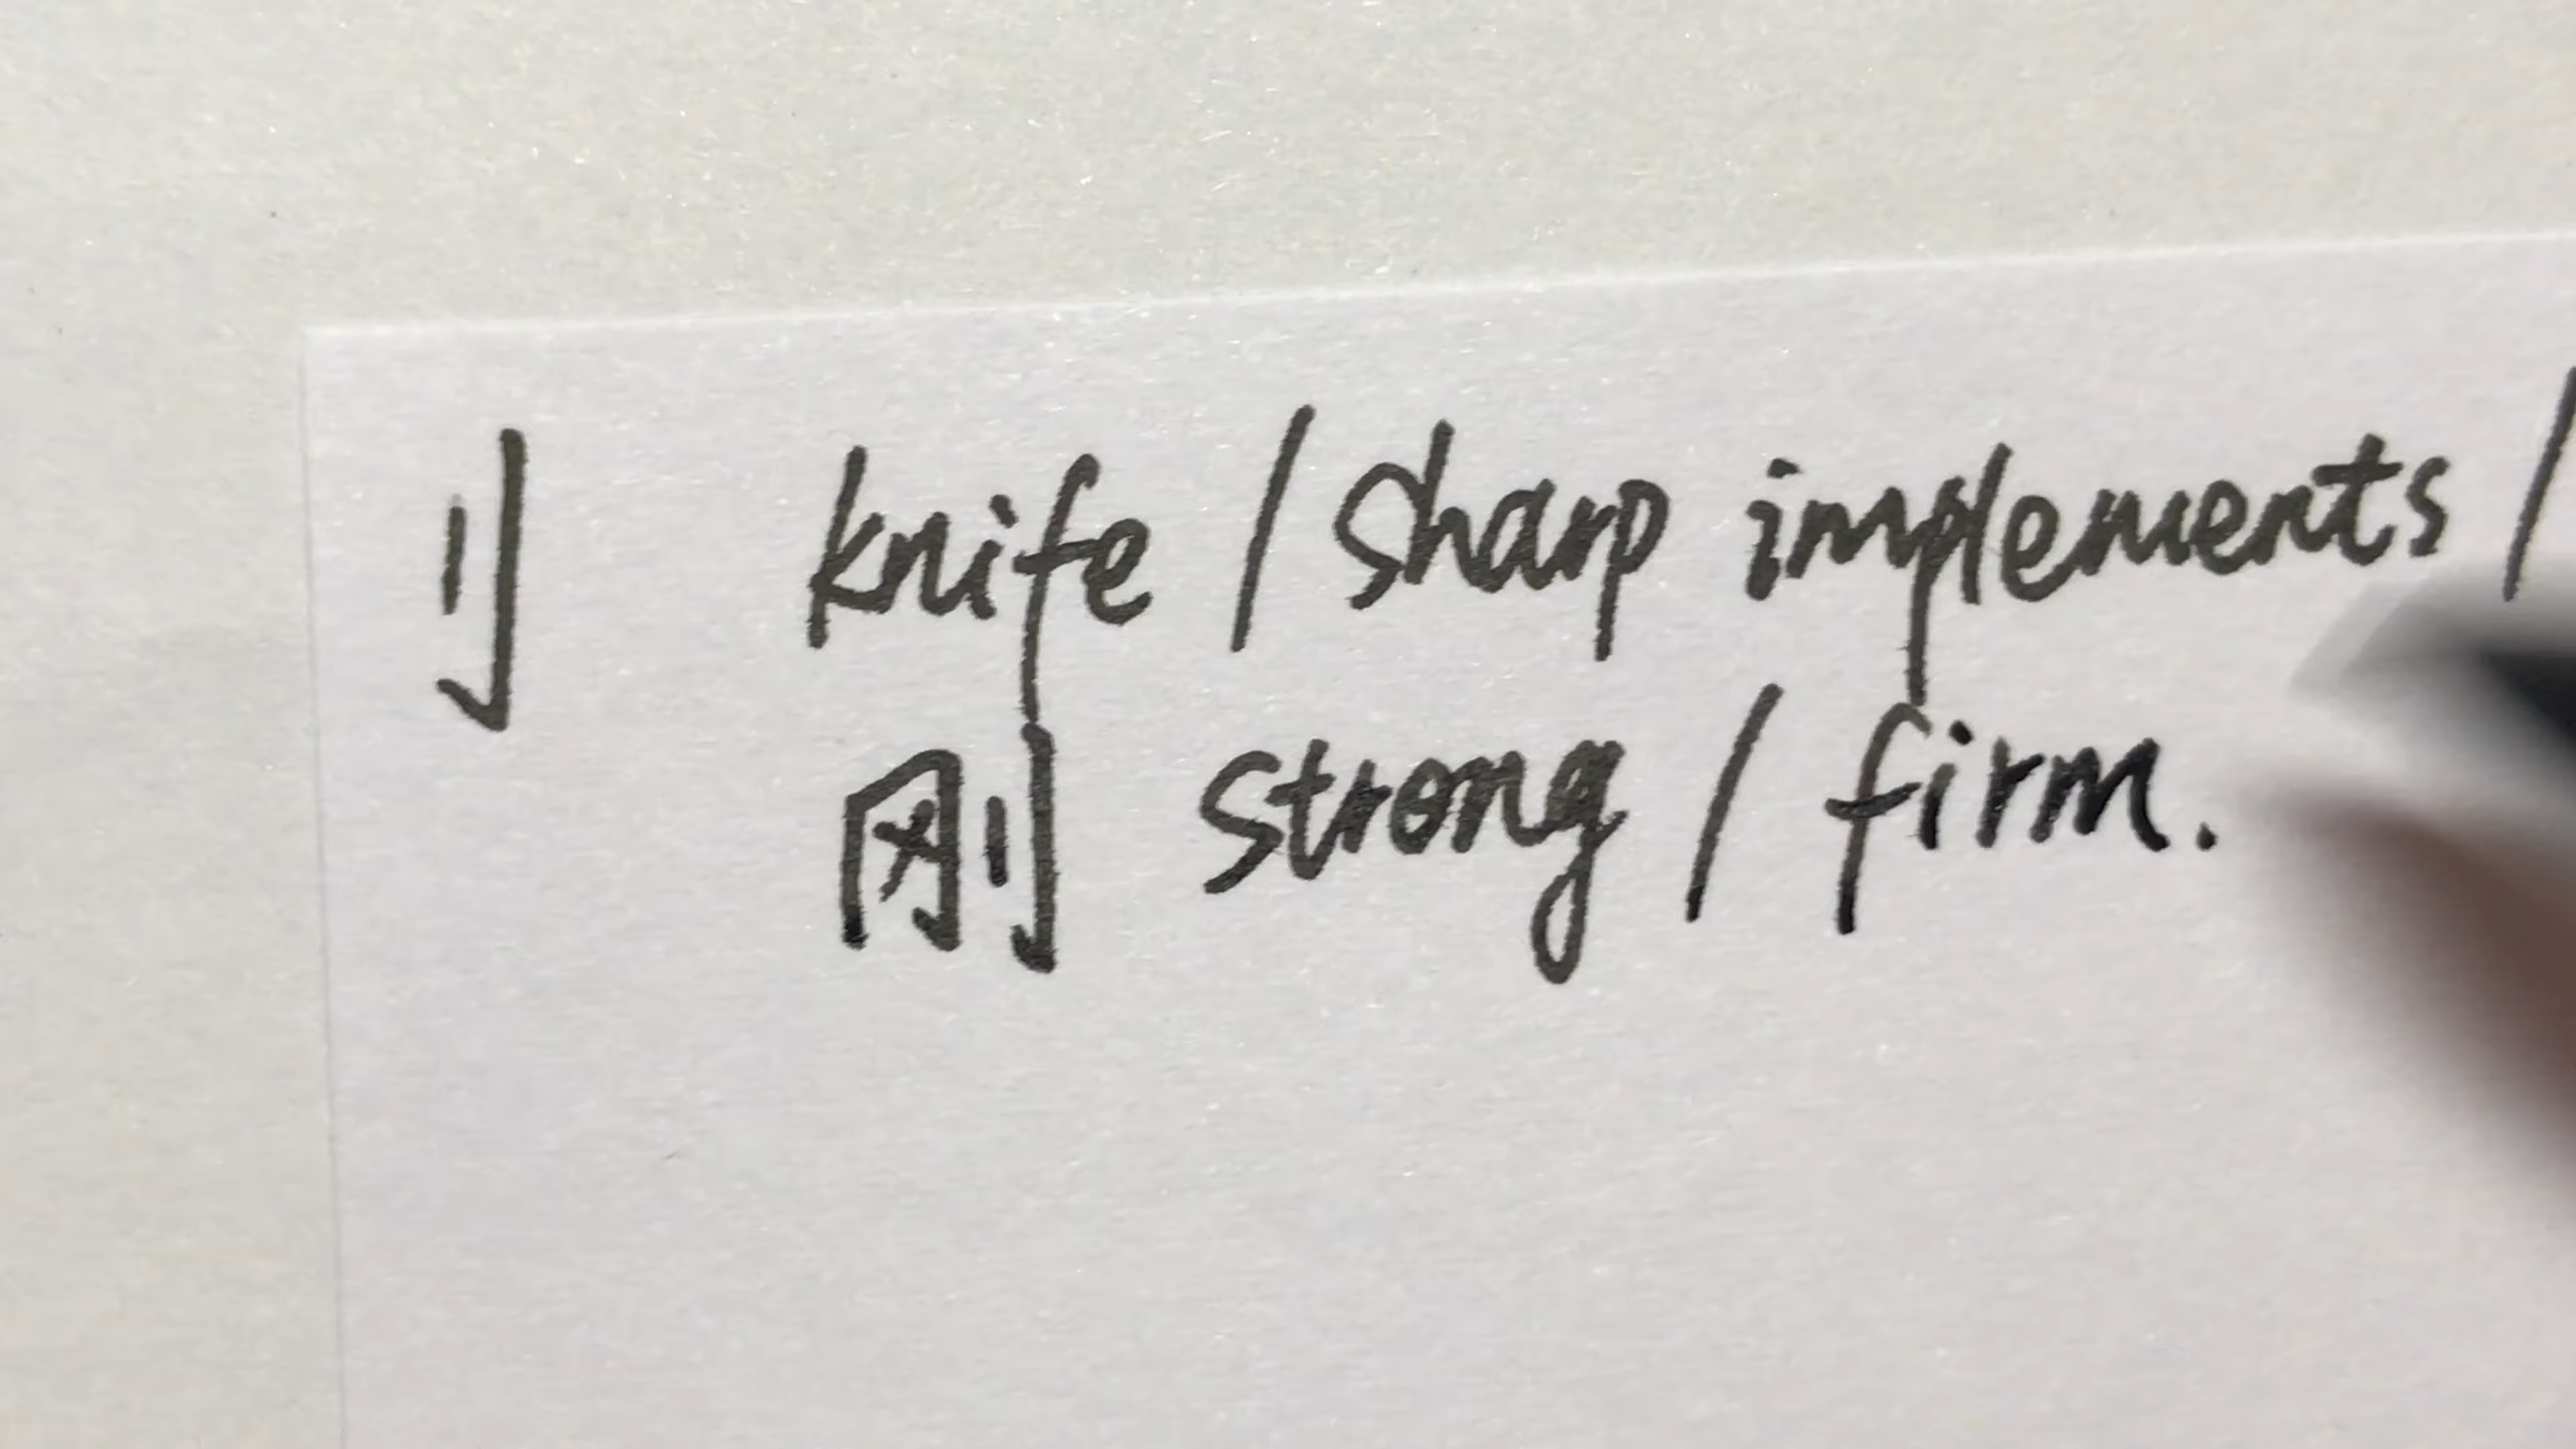 刂 knife / sharp implements /
刚 strong / firm.